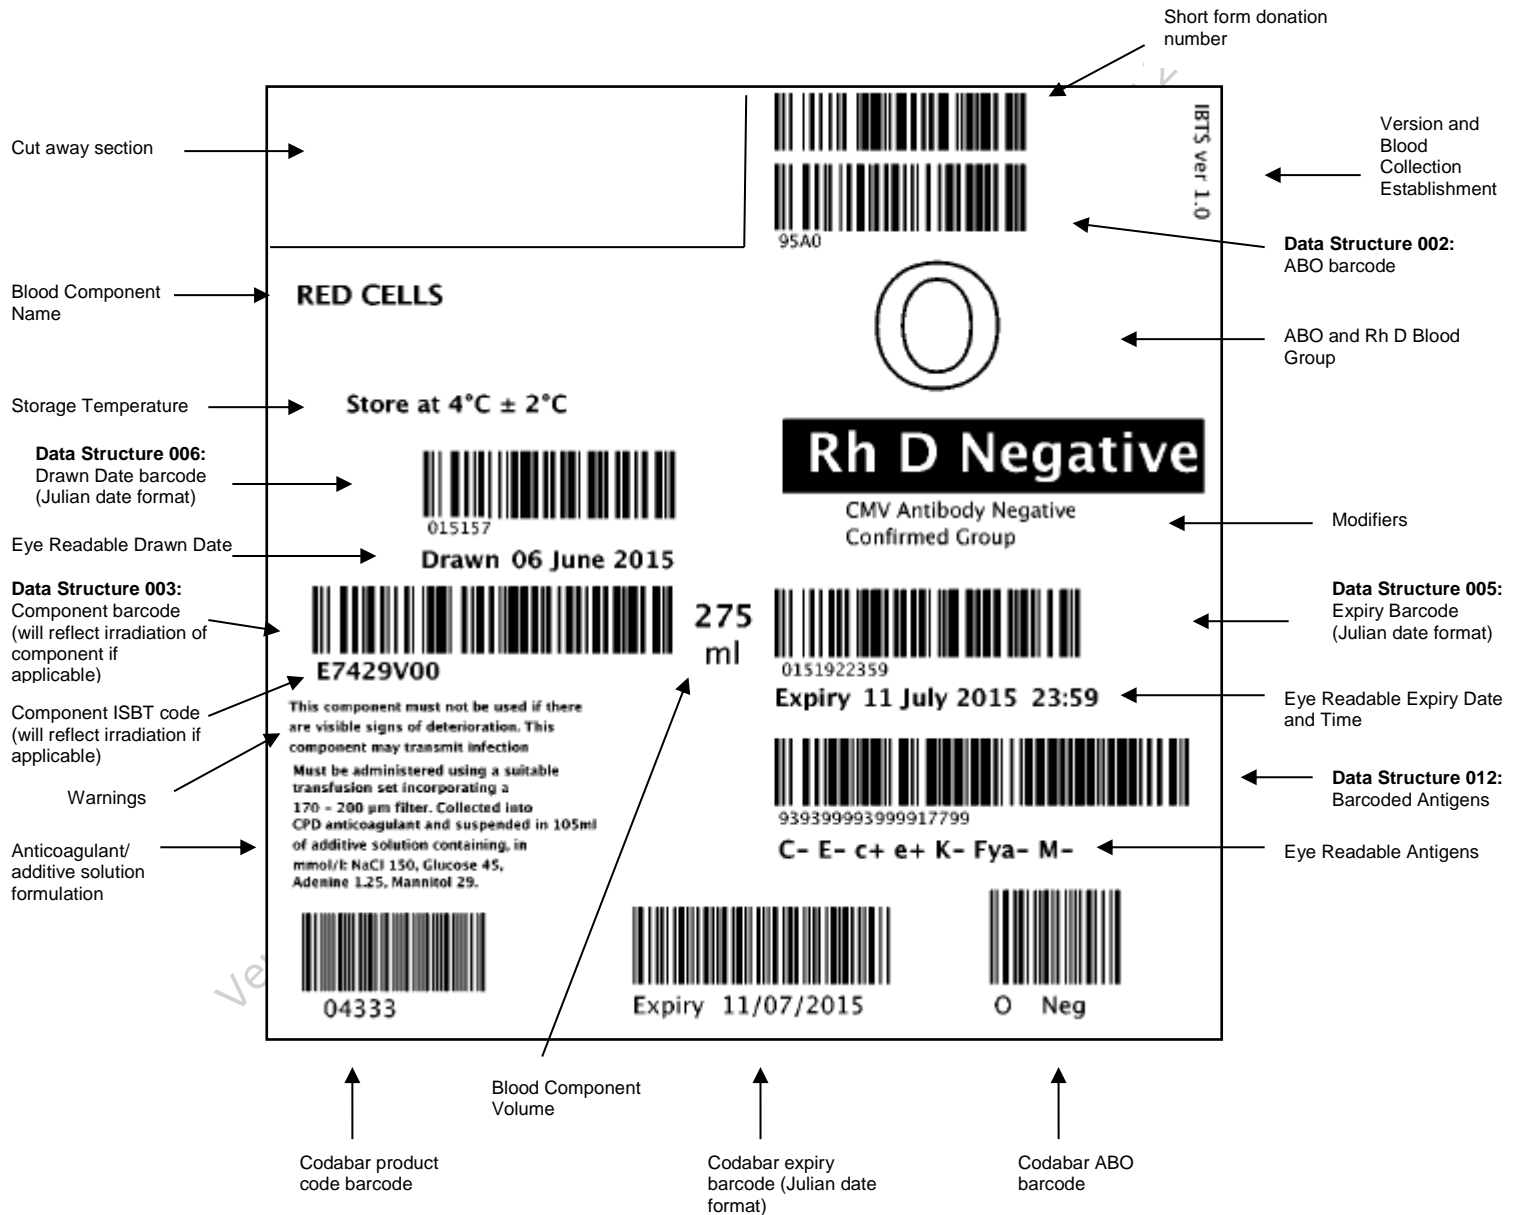 Short form donation
number
Cut away section
IBTS ver 1.0
Version and
Blood
Collection
Establishment
95A0
Data Structure 002:
ABO barcode
Blood Component
Name
RED CELLS
O
ABO and Rh D Blood
Group
Storage Temperature
Store at 4°C ± 2°C
Rh D Negative
Data Structure 006:
Drawn Date barcode
(Julian date format)
015157
CMV Antibody Negative
Confirmed Group
Modifiers
Eye Readable Drawn Date
Drawn 06 June 2015
Data Structure 003:
Component barcode
(will reflect irradiation of
component if
applicable)
E7429V00
275
ml
0151922359
Data Structure 005:
Expiry Barcode
(Julian date format)
Component ISBT code
(will reflect irradiation if
applicable)
Expiry 11 July 2015 23:59
Eye Readable Expiry Date
and Time
Warnings
This component must not be used if there
are visible signs of deterioration. This
component may transmit infection
Must be administered using a suitable
transfusion set incorporating a
170 – 200 µm filter. Collected into
CPD anticoagulant and suspended in 105ml
of additive solution containing, in
mmol/l: NaCl 150, Glucose 45,
Adenine 1.25, Mannitol 29.
939399993999917799
Data Structure 012:
Barcoded Antigens
Anticoagulant/
additive solution
formulation
C- E- c+ e+ K- Fya- M-
Eye Readable Antigens
04333
Expiry 11/07/2015
O Neg
Blood Component
Volume
Codabar product
code barcode
Codabar expiry
barcode (Julian date
format)
Codabar ABO
barcode